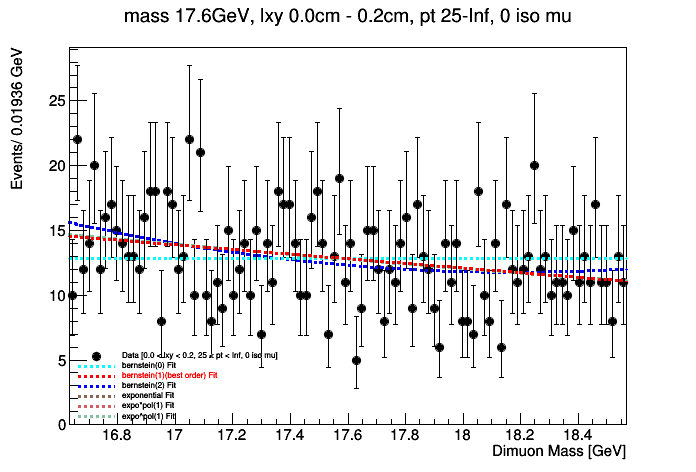 mass 17.6GeV, lxy 0.0cm - 0.2cm, pt 25-Inf, 0 iso mu
Events/ 0.01936 GeV
25
20
15
10
5
0
Data [0.0 < lxy < 0.2, 25 < pt < Inf, 0 iso mu]
bernstein(0) Fit
bernstein(1)(best order) Fit
bernstein(2) Fit
exponential Fit
expo*pol(1) Fit
expo*pol(1) Fit
16.8 17 17.2 17.4 17.6 17.8 18 18.2 18.4
Dimuon Mass [GeV]